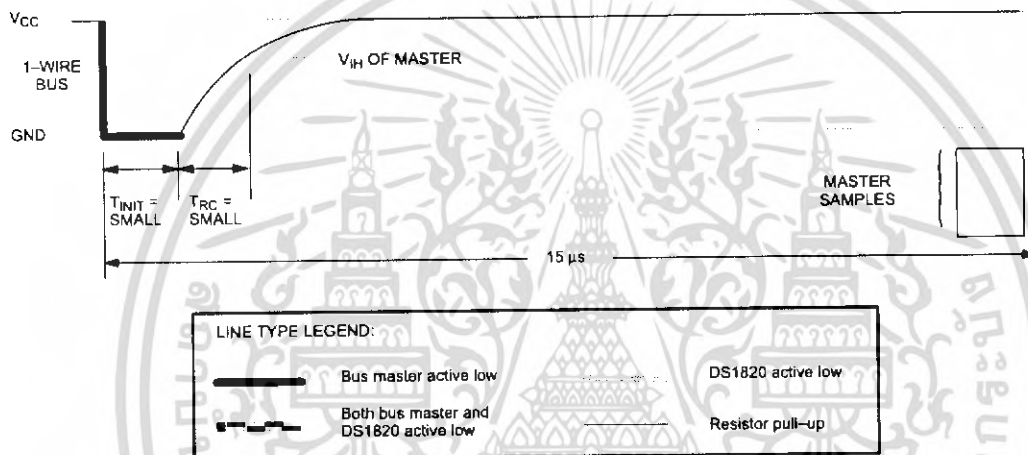 VCC
1–WIRE
BUS
GND
VIH OF MASTER
TINIT =
SMALL
TRC =
SMALL
MASTER
SAMPLES
15 μs
LINE TYPE LEGEND:
Bus master active low
DS1820 active low
Both bus master and
DS1820 active low
Resistor pull–up